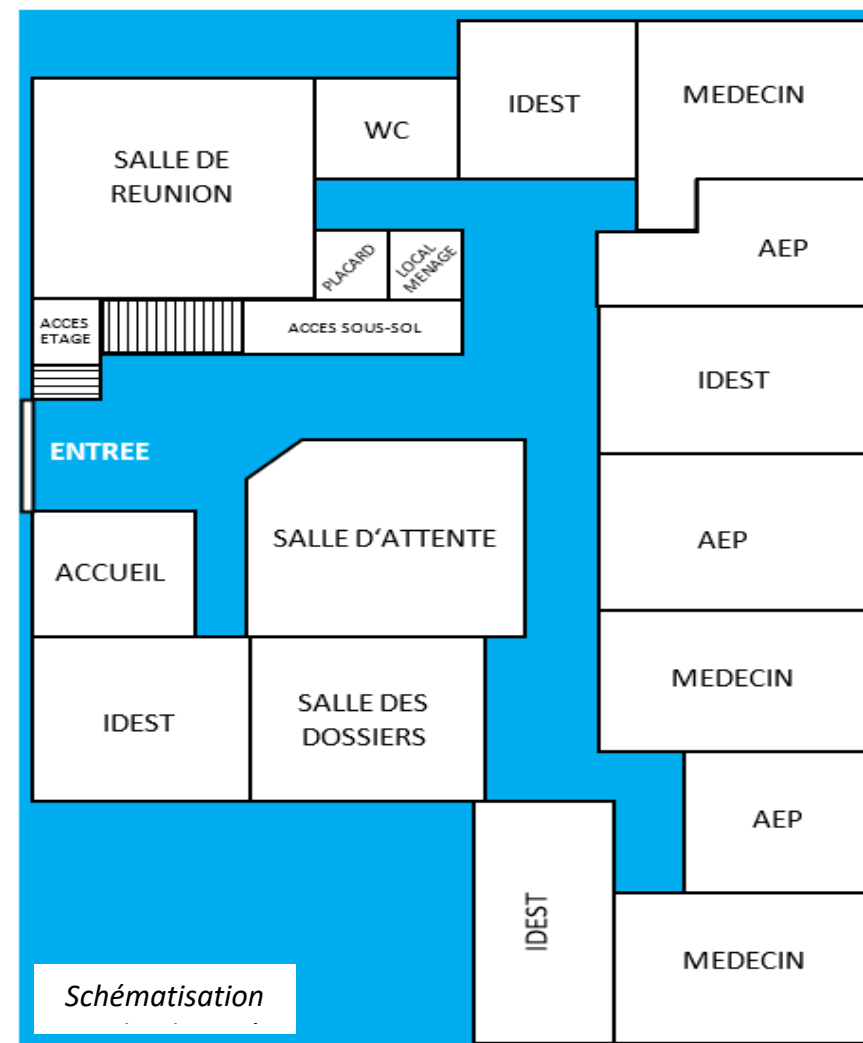 IDEST
MEDECIN
WC
SALLE DE
REUNION
AEP
PLACARD
LOCAL
MENAGE
ACCES
ETAGE
ACCES SOUS-SOL
IDEST
ENTREE
SALLE D’ATTENTE
AEP
ACCUEIL
MEDECIN
IDEST
SALLE DES
DOSSIERS
AEP
IDEST
MEDECIN
Schématisation